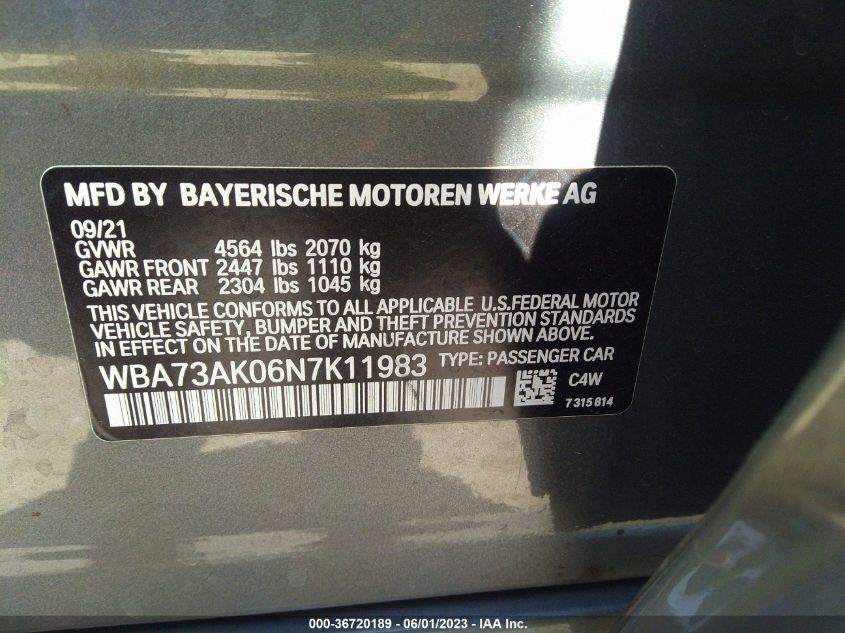 MFD BY BAYERISCHE MOTOREN WERKE AG
09/21
GVWR 4564 lbs 2070 kg
GAWR FRONT 2447 lbs 1110 kg
GAWR REAR 2304 lbs 1045 kg
THIS VEHICLE CONFORMS TO ALL APPLICABLE U.S.FEDERAL MOTOR
VEHICLE SAFETY, BUMPER AND THEFT PREVENTION STANDARDS
IN EFFECT ON THE DATE OF MANUFACTURE SHOWN ABOVE.
WBA73AK06N7K11983 TYPE: PASSENGER CAR
C4W
7315814
000-36720189 - 06/01/2023 - IAA Inc.